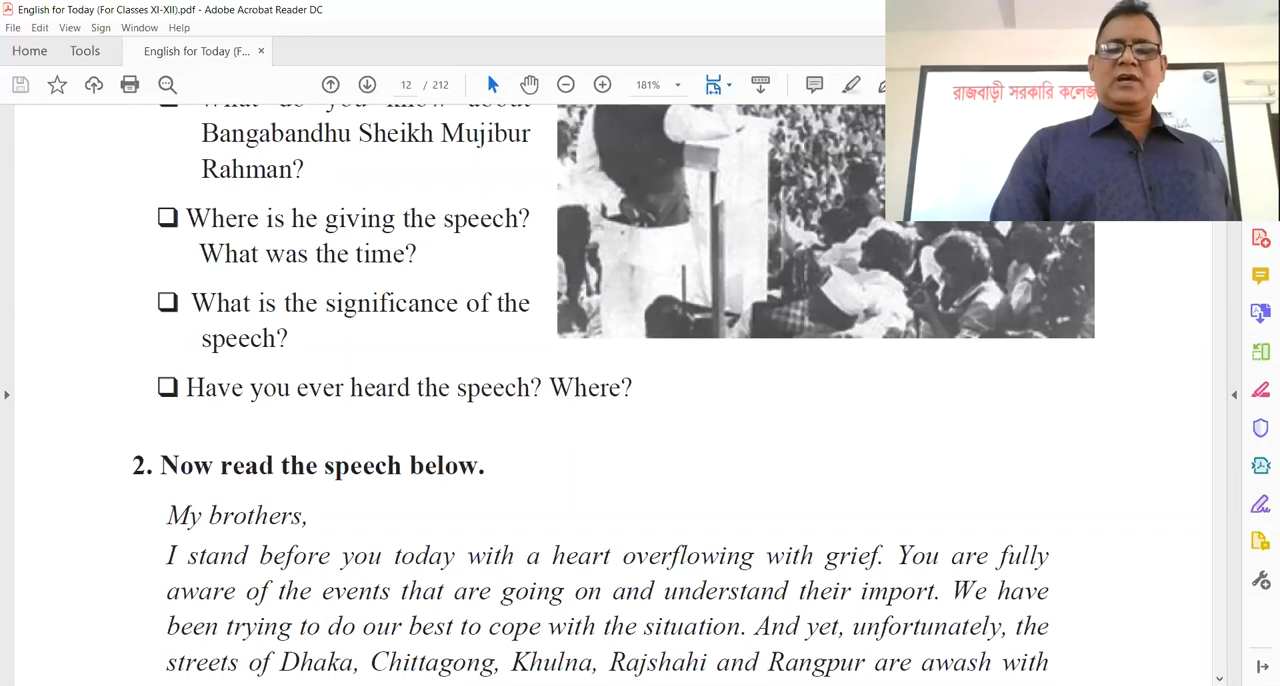 English for Today (For Classes XI-XII).pdf - Adobe Acrobat Reader DC
File Edit View Sign Window Help
Home Tools English for Today (F... ×
12 / 212 181%
রাজবাড়ী সরকারি কলেজ
What do you know about
Bangabandhu Sheikh Mujibur
Rahman?
Where is he giving the speech?
What was the time?
What is the significance of the
speech?
Have you ever heard the speech? Where?
2. Now read the speech below.
My brothers,
I stand before you today with a heart overflowing with grief. You are fully
aware of the events that are going on and understand their import. We have
been trying to do our best to cope with the situation. And yet, unfortunately, the
streets of Dhaka, Chittagong, Khulna, Rajshahi and Rangpur are awash with